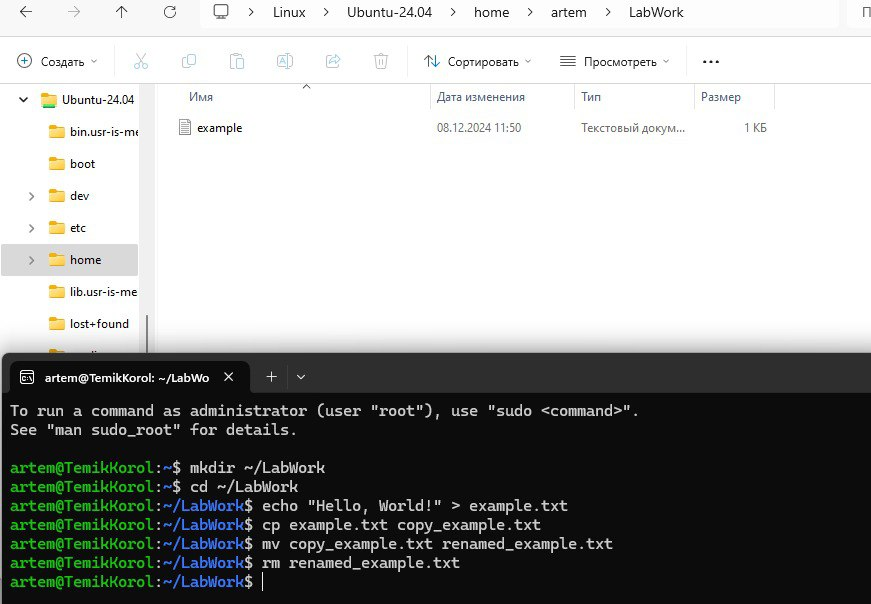 Linux > Ubuntu-24.04 > home > artem > LabWork
Создать Сортировать Просмотреть ...
Ubuntu-24.04
bin.usr-is-me
boot
dev
etc
home
lib.usr-is-me
lost+found
Имя Дата изменения Тип Размер
example 08.12.2024 11:50 Текстовый докум... 1 КБ
artem@TemikKorol: ~/LabWo
To run a command as administrator (user "root"), use "sudo <command>".
See "man sudo_root" for details.
artem@TemikKorol:~$ mkdir ~/LabWork
artem@TemikKorol:~$ cd ~/LabWork
artem@TemikKorol:~/LabWork$ echo "Hello, World!" > example.txt
artem@TemikKorol:~/LabWork$ cp example.txt copy_example.txt
artem@TemikKorol:~/LabWork$ mv copy_example.txt renamed_example.txt
artem@TemikKorol:~/LabWork$ rm renamed_example.txt
artem@TemikKorol:~/LabWork$